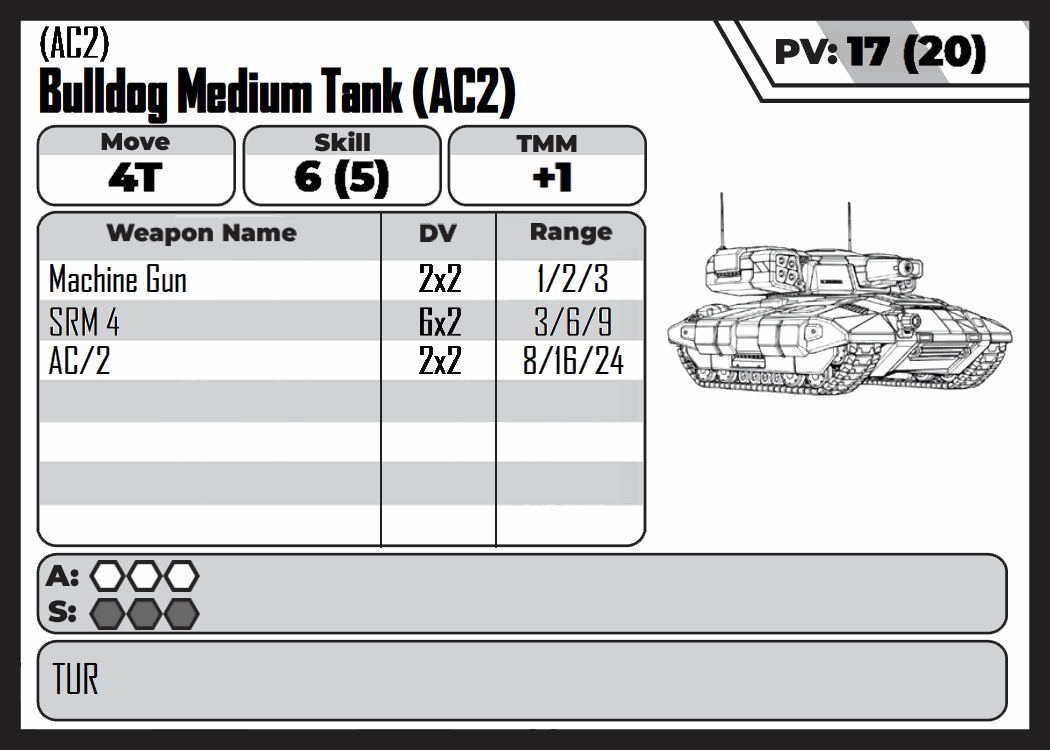 (AC2)
Bulldog Medium Tank (AC2)
PV: 17 (20)
Move
4T
Skill
6 (5)
TMM
+1
Weapon Name DV Range
Machine Gun 2x2 1/2/3
SRM 4 6x2 3/6/9
AC/2 2x2 8/16/24
A:
S:
TUR